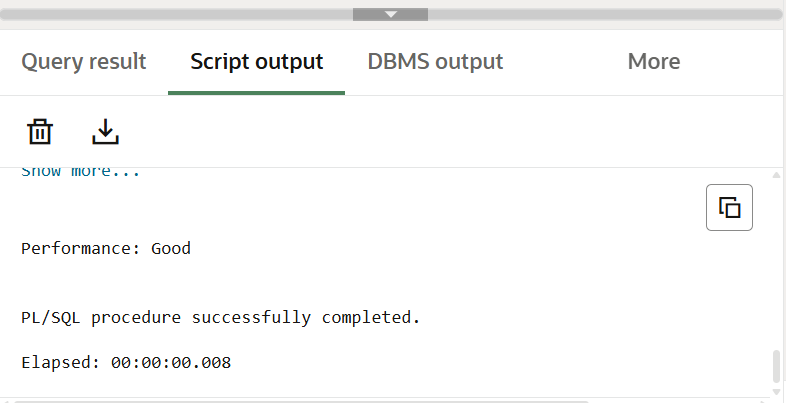 Query result Script output DBMS output More
Show more...
Performance: Good
PL/SQL procedure successfully completed.
Elapsed: 00:00:00.008